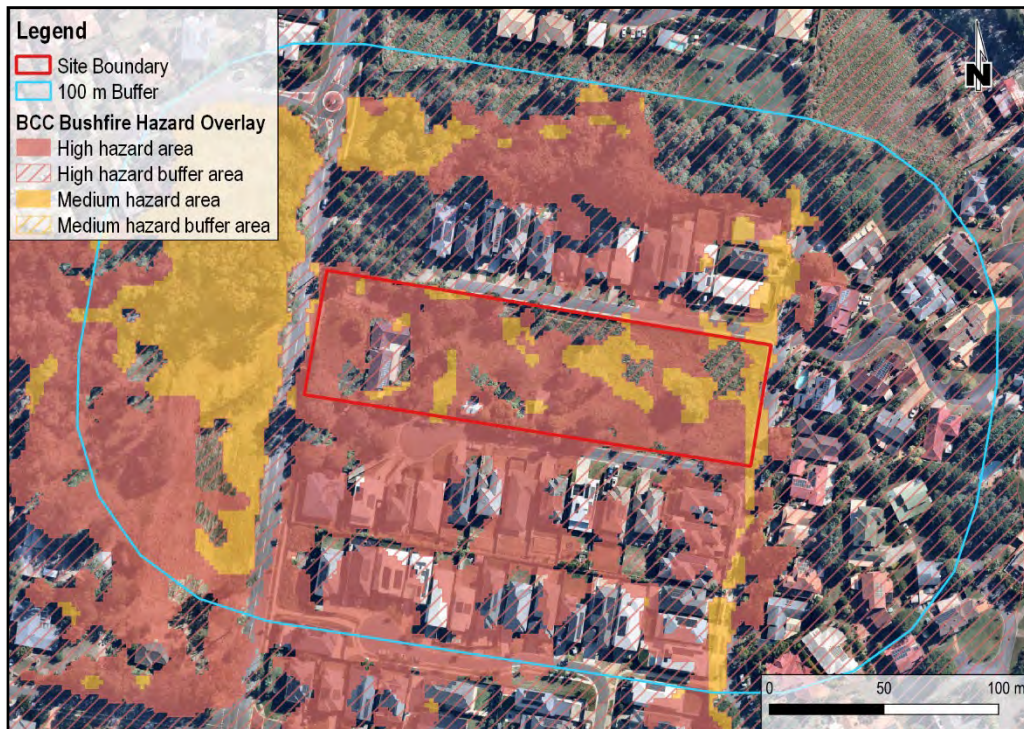 Legend
Site Boundary
100 m Buffer
BCC Bushfire Hazard Overlay
High hazard area
High hazard buffer area
Medium hazard area
Medium hazard buffer area
N
0 50 100 m